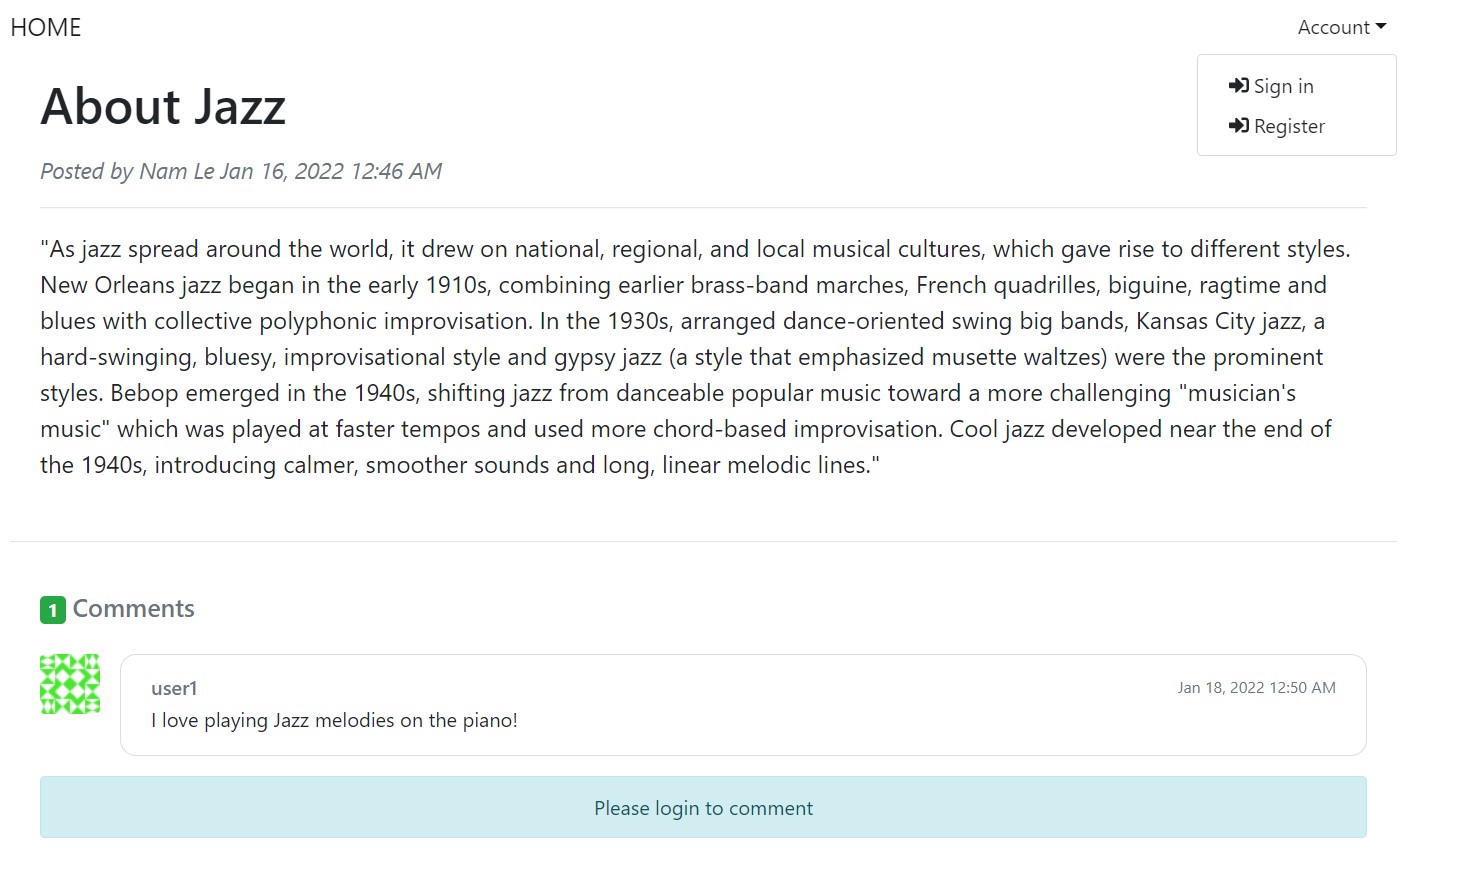 HOME
Account
Sign in
Register
About Jazz
Posted by Nam Le Jan 16, 2022 12:46 AM
"As jazz spread around the world, it drew on national, regional, and local musical cultures, which gave rise to different styles.
New Orleans jazz began in the early 1910s, combining earlier brass-band marches, French quadrilles, biguine, ragtime and
blues with collective polyphonic improvisation. In the 1930s, arranged dance-oriented swing big bands, Kansas City jazz, a
hard-swinging, bluesy, improvisational style and gypsy jazz (a style that emphasized musette waltzes) were the prominent
styles. Bebop emerged in the 1940s, shifting jazz from danceable popular music toward a more challenging "musician's
music" which was played at faster tempos and used more chord-based improvisation. Cool jazz developed near the end of
the 1940s, introducing calmer, smoother sounds and long, linear melodic lines."
1 Comments
user1
Jan 18, 2022 12:50 AM
I love playing Jazz melodies on the piano!
Please login to comment